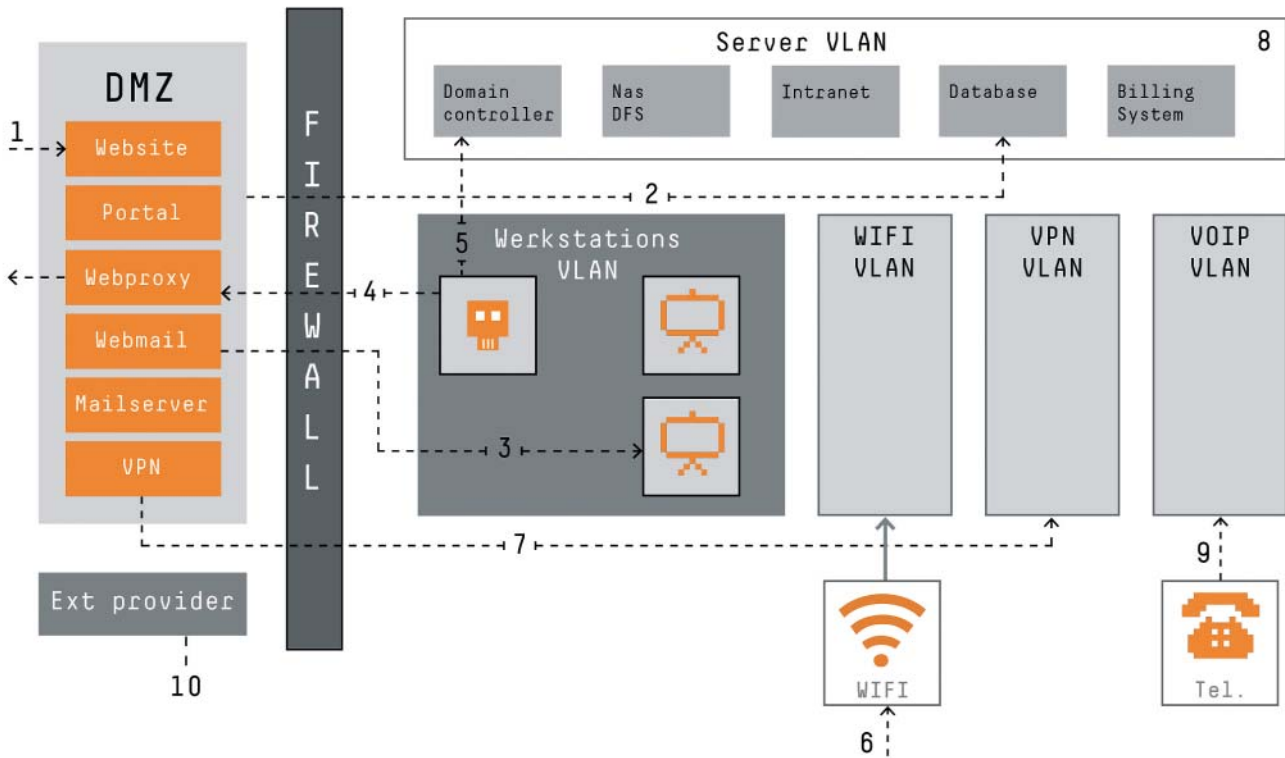 Server VLAN
8
DMZ
Domain
controller
Nas
DFS
Intranet
Database
Billing
System
1
Website
FIREWALL
Portal
2
5
Werkstations
VLAN
WIFI
VLAN
VPN
VLAN
VOIP
VLAN
Webproxy
4
Webmail
Mailserver
3
VPN
7
9
Ext provider
10
WIFI
Tel.
6